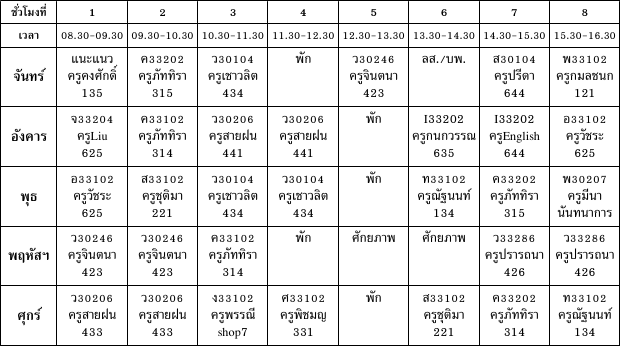 ชั่วโมงที่ 1 2 3 4 5 6 7 8
เวลา 08.30-09.30 09.30-10.30 10.30-11.30 11.30-12.30 12.30-13.30 13.30-14.30 14.30-15.30 15.30-16.30
แนะแนว ค33202 ว30104 พัก ว30246 ลส./บพ. ส30104 พ33102
จันทร์ ครูคงศักดิ์ ครูภัททิรา ครูเชาวลิต ครูจินตนา ครูปรีดา ครูกมลชนก
135 315 434 423 644 121
จ33204 ค33102 ว30206 ว30206 พัก I33202 I33202 อ33102
อังคาร ครูLiu ครูภัททิรา ครูสายฝน ครูสายฝน ครูกนกวรรณ ครูEnglish ครูวัชระ
625 314 441 441 635 644 625
อ33102 ส33102 ว30104 ว30104 พัก ท33102 ค33202 พ30207
พุธ ครูวัชระ ครูชุติมา ครูเชาวลิต ครูเชาวลิต ครูณัฐนนท์ ครูภัททิรา ครูมีนา
625 221 434 434 134 315 นันทนาการ
ว30246 ว30246 ค33102 พัก ศักยภาพ ศักยภาพ ว33286 ว33286
พฤหัสฯ ครูจินตนา ครูจินตนา ครูภัททิรา ครูปรารถนา ครูปรารถนา
423 423 314 426 426
ว30206 ว30206 ง33102 ศ33102 พัก ส33102 ค33202 ท33102
ศุกร์ ครูสายฝน ครูสายฝน ครูพรรณี ครูพิชมญ ครูชุติมา ครูภัททิรา ครูณัฐนนท์
433 433 shop7 331 221 314 134